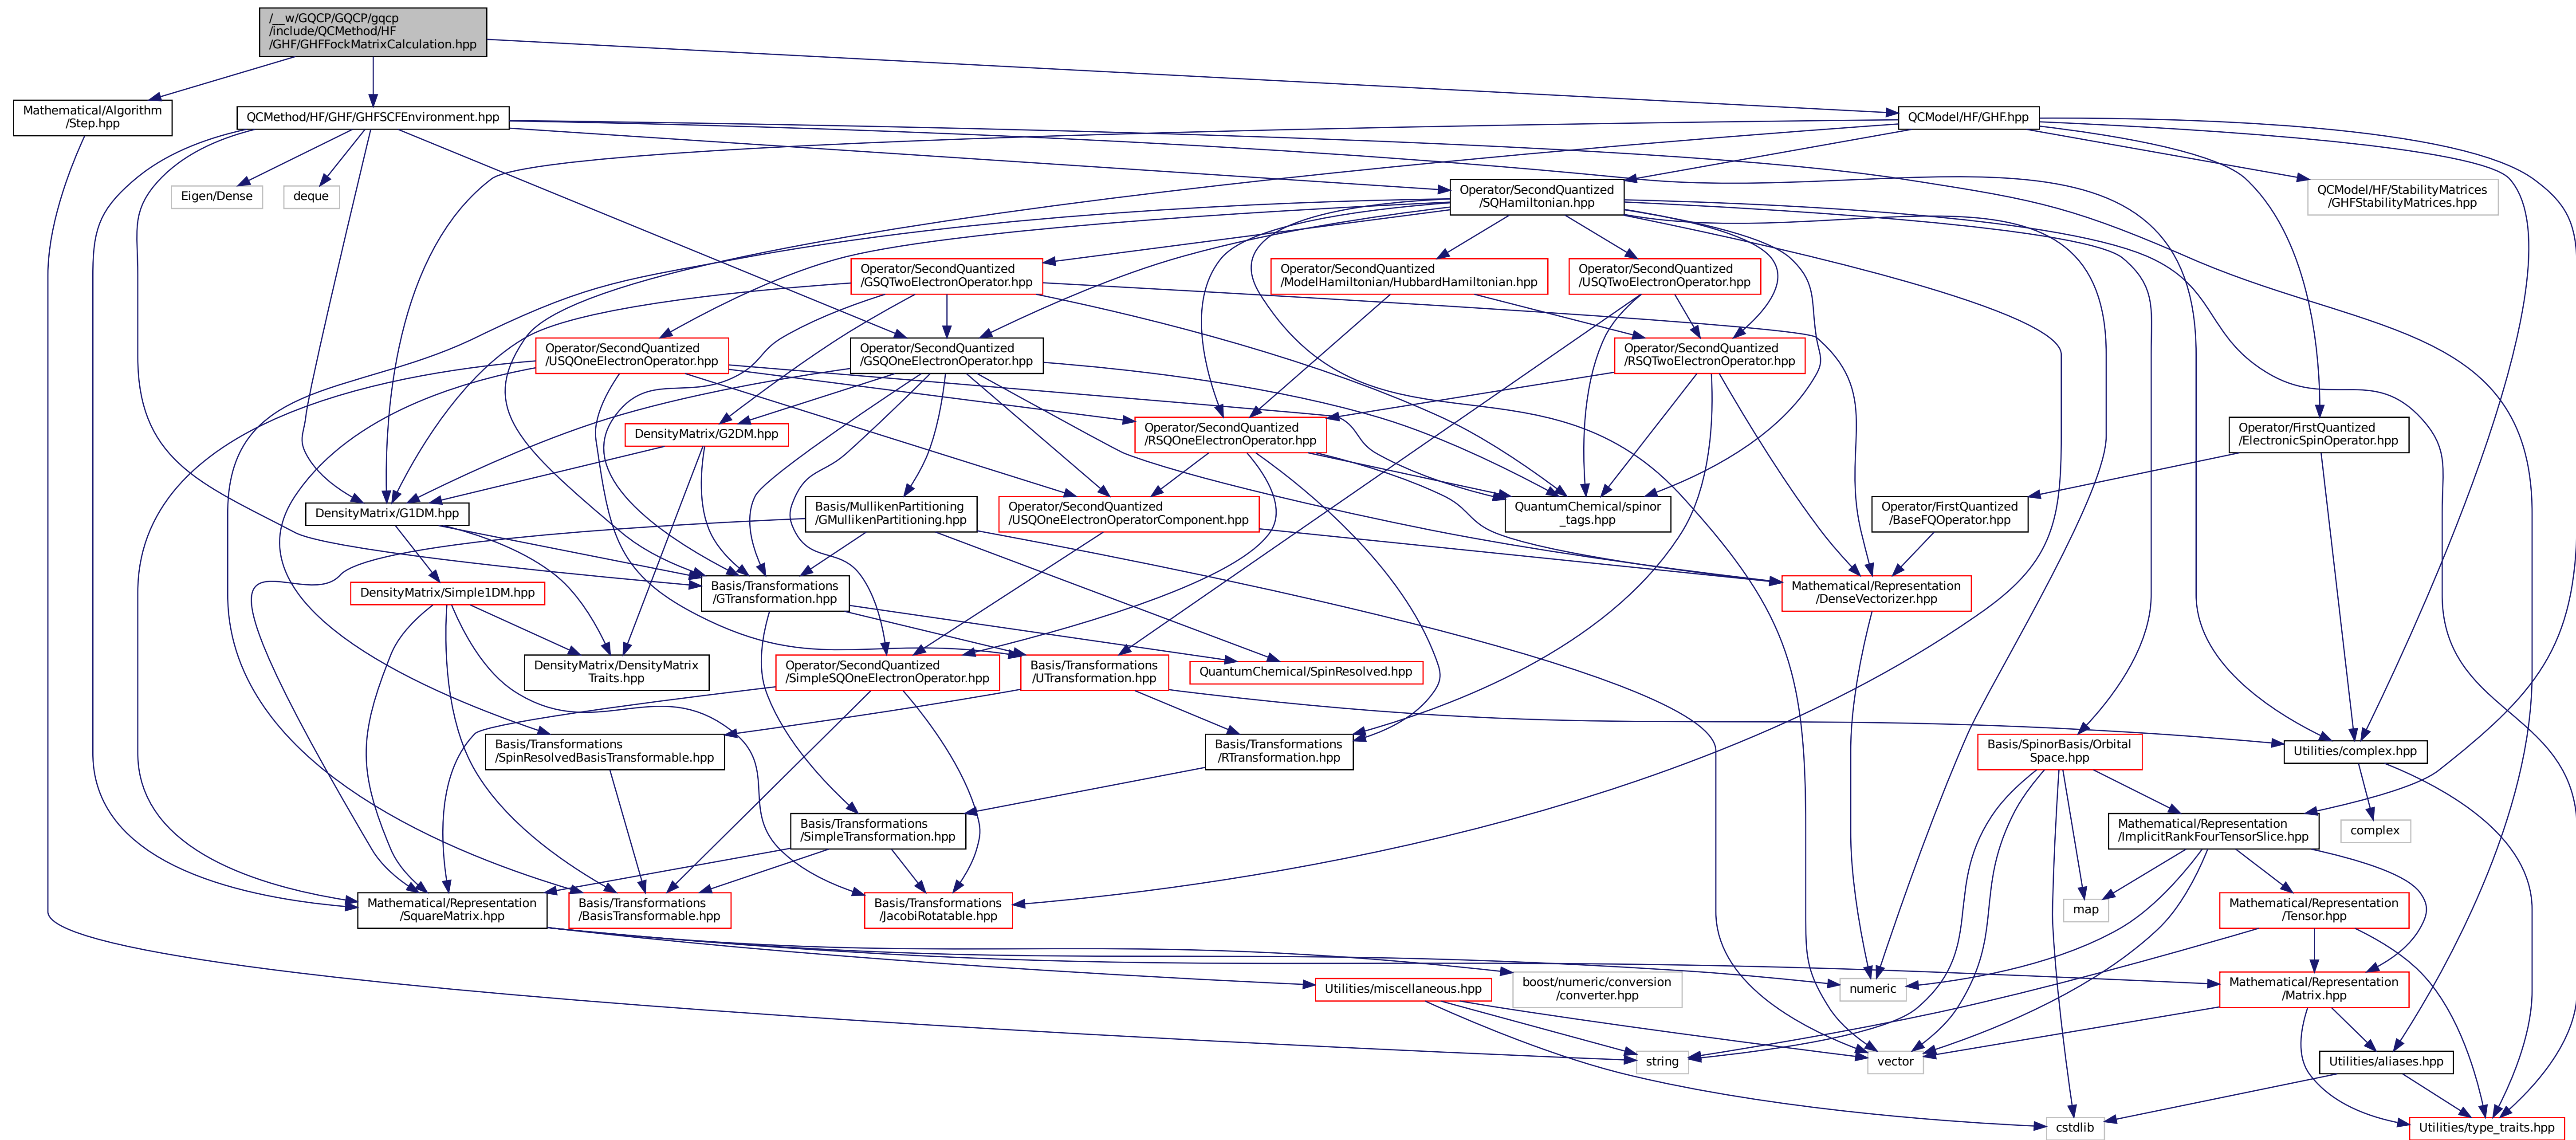 /__w/GQCP/GQCP/gqcp
/include/QCMethod/HF
/GHF/GHFFockMatrixCalculation.hpp
Mathematical/Algorithm
/Step.hpp
QCMethod/HF/GHF/GHFSCFEnvironment.hpp
QCModel/HF/GHF.hpp
Eigen/Dense
deque
Operator/SecondQuantized
/SQHamiltonian.hpp
QCModel/HF/StabilityMatrices
/GHFStabilityMatrices.hpp
Operator/SecondQuantized
/GSQTwoElectronOperator.hpp
Operator/SecondQuantized
/ModelHamiltonian/HubbardHamiltonian.hpp
Operator/SecondQuantized
/USQTwoElectronOperator.hpp
Operator/SecondQuantized
/USQOneElectronOperator.hpp
Operator/SecondQuantized
/GSQOneElectronOperator.hpp
Operator/SecondQuantized
/RSQTwoElectronOperator.hpp
DensityMatrix/G2DM.hpp
Operator/SecondQuantized
/RSQOneElectronOperator.hpp
Operator/FirstQuantized
/ElectronicSpinOperator.hpp
DensityMatrix/G1DM.hpp
Basis/MullikenPartitioning
/GMullikenPartitioning.hpp
Operator/SecondQuantized
/USQOneElectronOperatorComponent.hpp
QuantumChemical/spinor
_tags.hpp
Operator/FirstQuantized
/BaseFQOperator.hpp
DensityMatrix/Simple1DM.hpp
Basis/Transformations
/GTransformation.hpp
Mathematical/Representation
/DenseVectorizer.hpp
DensityMatrix/DensityMatrix
Traits.hpp
Operator/SecondQuantized
/SimpleSQOneElectronOperator.hpp
Basis/Transformations
/UTransformation.hpp
QuantumChemical/SpinResolved.hpp
Basis/Transformations
/SpinResolvedBasisTransformable.hpp
Basis/Transformations
/RTransformation.hpp
Basis/SpinorBasis/Orbital
Space.hpp
Utilities/complex.hpp
Basis/Transformations
/SimpleTransformation.hpp
Mathematical/Representation
/ImplicitRankFourTensorSlice.hpp
complex
Mathematical/Representation
/SquareMatrix.hpp
Basis/Transformations
/BasisTransformable.hpp
Basis/Transformations
/JacobiRotatable.hpp
map
Mathematical/Representation
/Tensor.hpp
Utilities/miscellaneous.hpp
boost/numeric/conversion
/converter.hpp
numeric
Mathematical/Representation
/Matrix.hpp
string
vector
Utilities/aliases.hpp
cstdlib
Utilities/type_traits.hpp